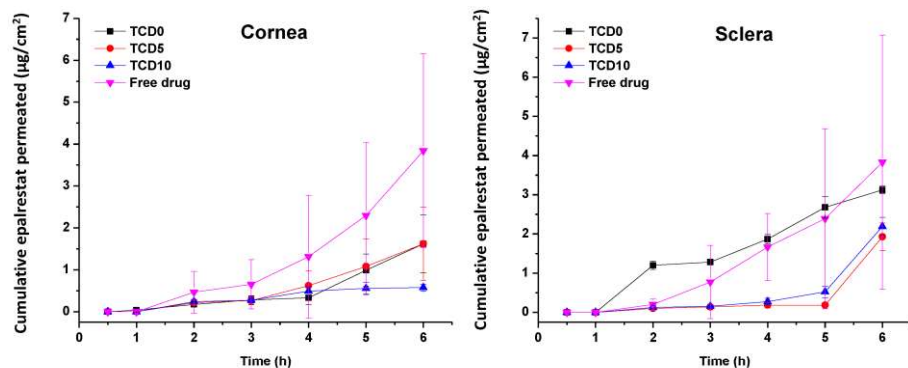 Cornea
TCD0
TCD5
TCD10
Free drug
Cumulative epalrestat permeated (µg/cm²)
7
6
5
4
3
2
1
0
0 1 2 3 4 5 6
Time (h)
Sclera
TCD0
TCD5
TCD10
Free drug
Cumulative epalrestat permeated (µg/cm²)
7
6
5
4
3
2
1
0
0 1 2 3 4 5 6
Time (h)